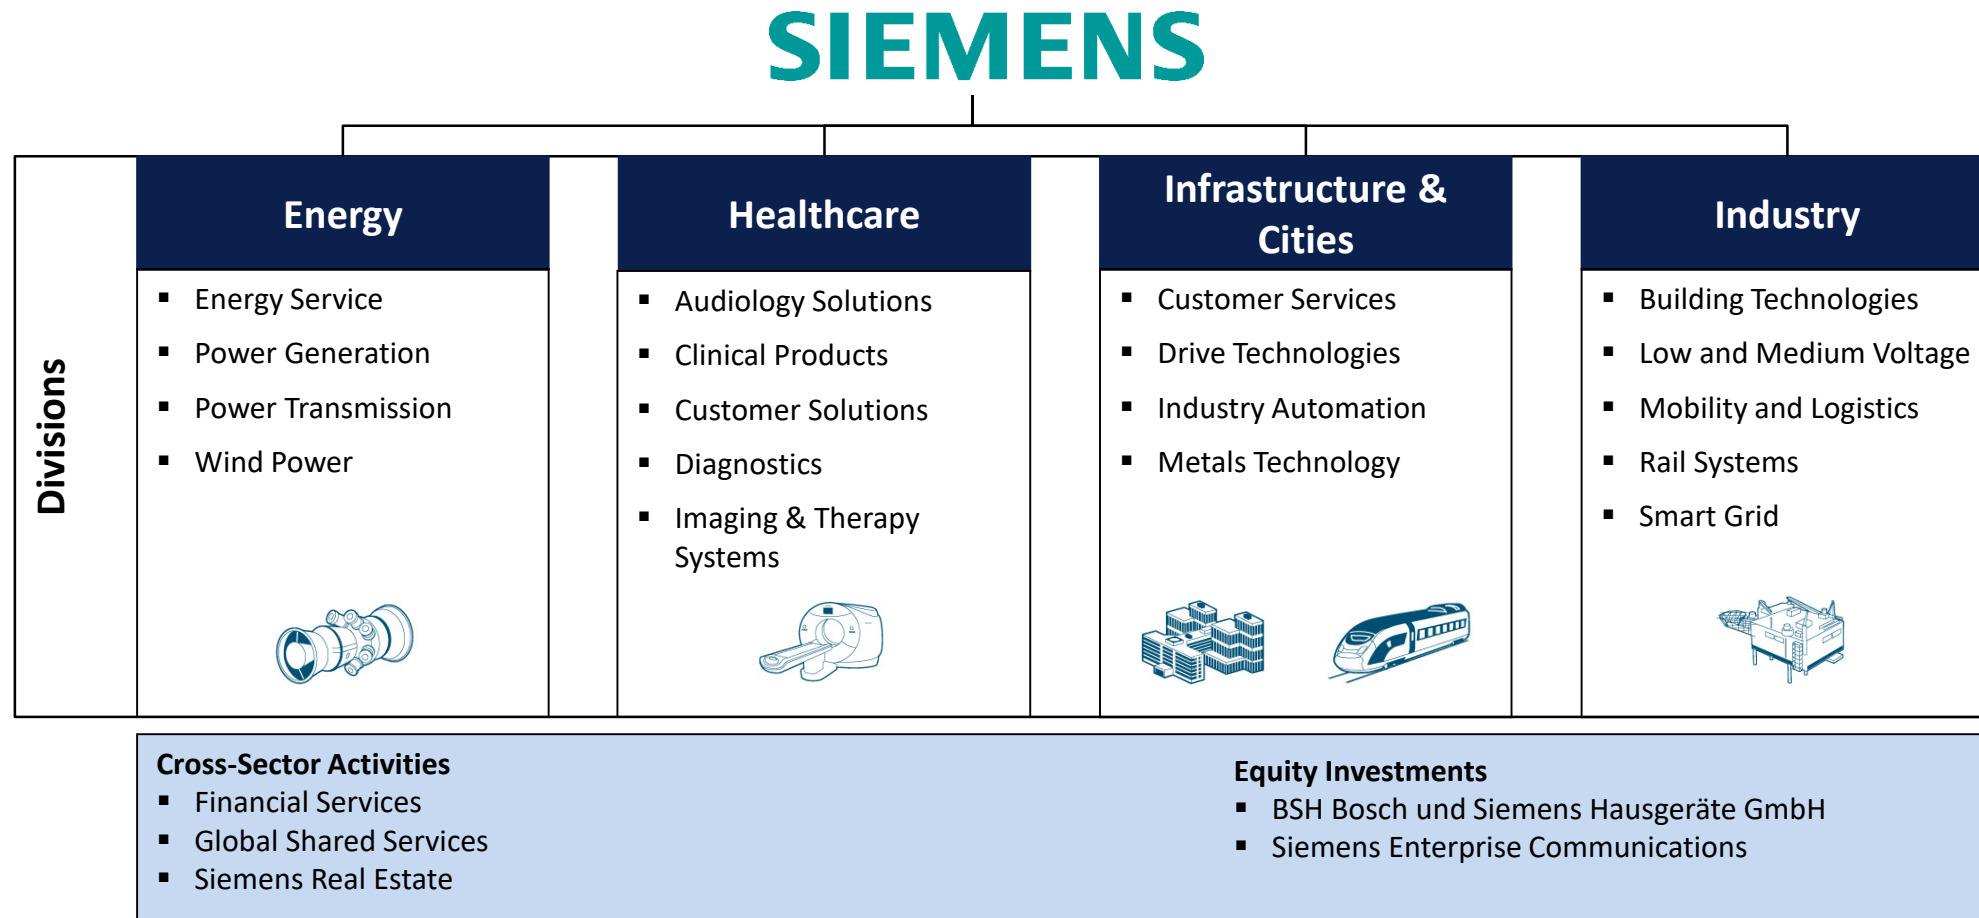 SIEMENS
Divisions
Energy
Energy Service
Power Generation
Power Transmission
Wind Power
Healthcare
Audiology Solutions
Clinical Products
Customer Solutions
Diagnostics
Imaging & Therapy
Systems
Infrastructure &
Cities
Customer Services
Drive Technologies
Industry Automation
Metals Technology
Industry
Building Technologies
Low and Medium Voltage
Mobility and Logistics
Rail Systems
Smart Grid
Cross-Sector Activities
Financial Services
Global Shared Services
Siemens Real Estate
Equity Investments
BSH Bosch und Siemens Hausgeräte GmbH
Siemens Enterprise Communications